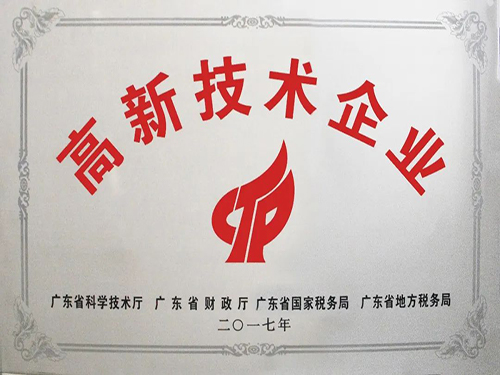 高新技术企业
广东省科学技术厅 广东省财政厅 广东省国家税务局 广东省地方税务局
二〇一七年